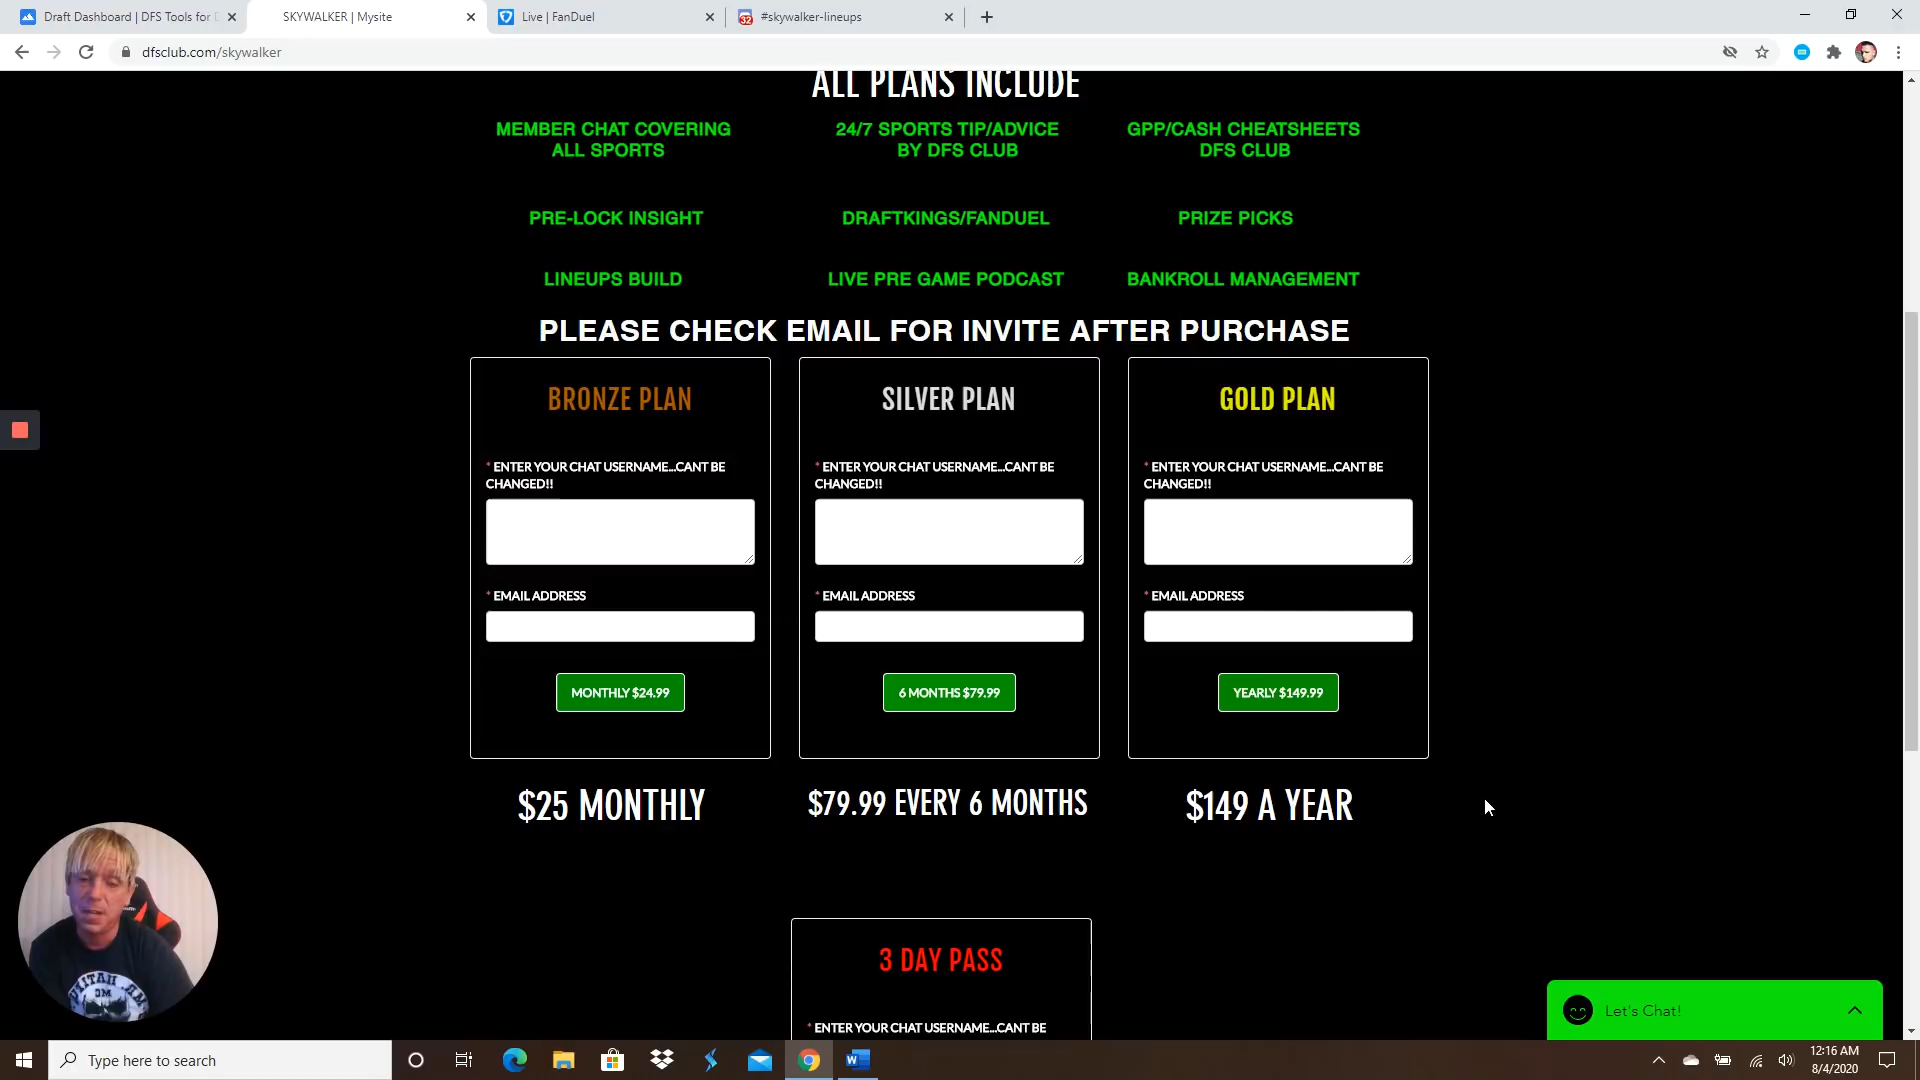 Draft Dashboard | DFS Tools for D
SKYWALKER | Mysite
Live | FanDuel
32
#skywalker-lineups
dfsclub.com/skywalker
ALL PLANS INCLUDE
MEMBER CHAT COVERING
ALL SPORTS
24/7 SPORTS TIP/ADVICE
BY DFS CLUB
GPP/CASH CHEATSHEETS
DFS CLUB
PRE-LOCK INSIGHT
DRAFTKINGS/FANDUEL
PRIZE PICKS
LINEUPS BUILD
LIVE PRE GAME PODCAST
BANKROLL MANAGEMENT
PLEASE CHECK EMAIL FOR INVITE AFTER PURCHASE
BRONZE PLAN
* ENTER YOUR CHAT USERNAME...CANT BE
CHANGED!!
* EMAIL ADDRESS
MONTHLY $24.99
$25 MONTHLY
SILVER PLAN
* ENTER YOUR CHAT USERNAME...CANT BE
CHANGED!!
* EMAIL ADDRESS
6 MONTHS $79.99
$79.99 EVERY 6 MONTHS
GOLD PLAN
* ENTER YOUR CHAT USERNAME...CANT BE
CHANGED!!
* EMAIL ADDRESS
YEARLY $149.99
$149 A YEAR
3 DAY PASS
* ENTER YOUR CHAT USERNAME...CANT BE
Let's Chat!
Type here to search
12:16 AM
8/4/2020